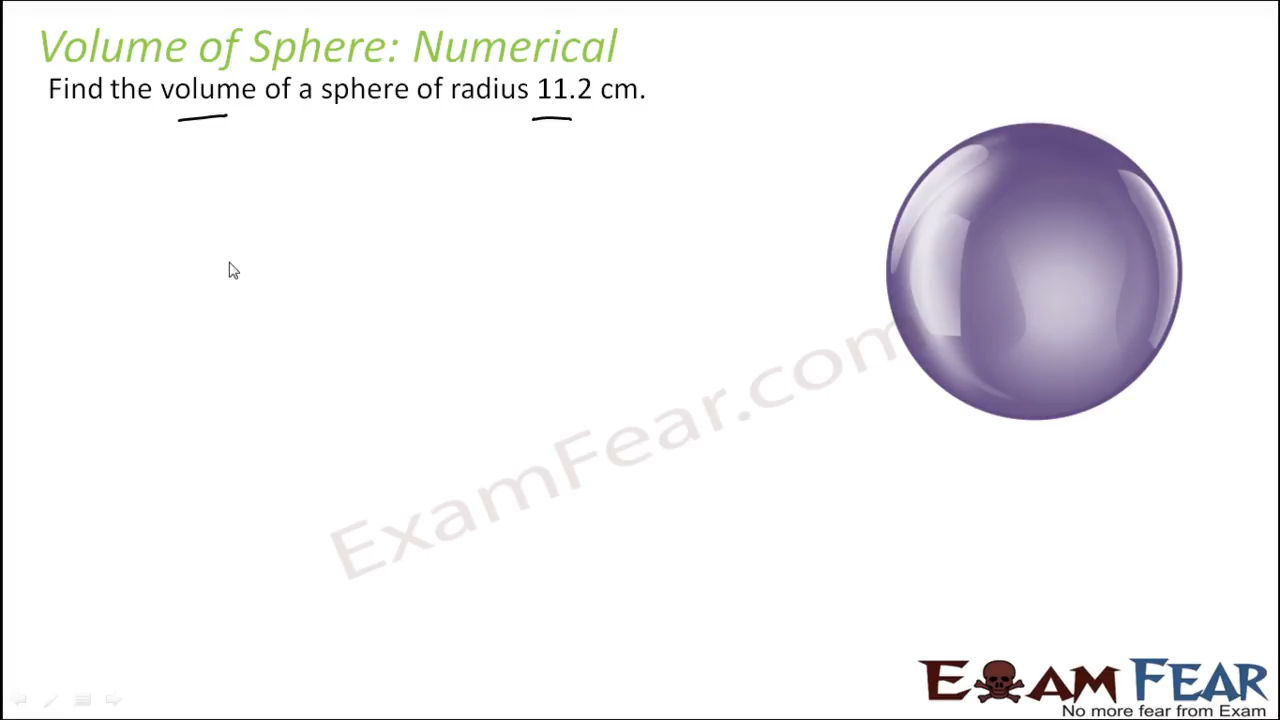 Volume of Sphere: Numerical
Find the volume of a sphere of radius 11.2 cm.
ExamFear.com
EXAM FEAR
No more fear from Exam